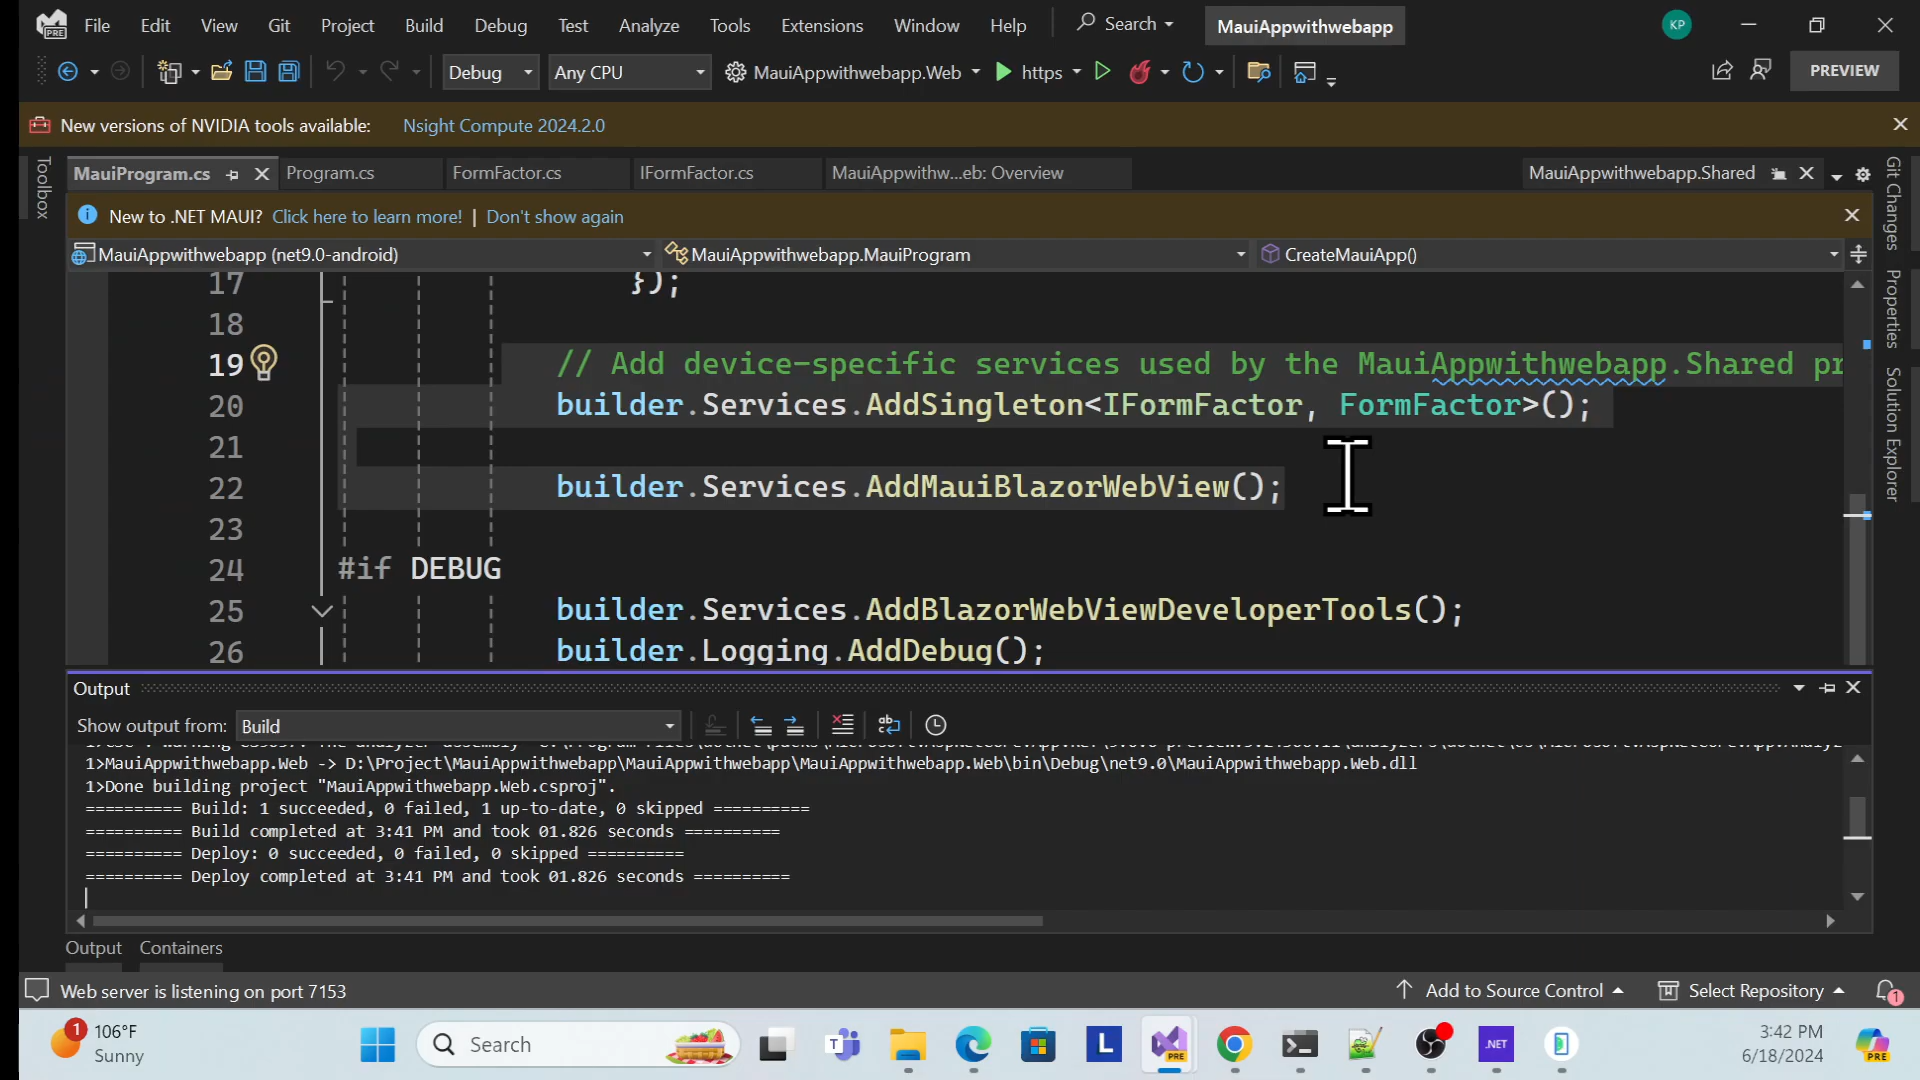 File Edit View Git Project Build Debug Test Analyze Tools Extensions Window Help Search MauiAppwithwebapp KP
Debug Any CPU MauiAppwithwebapp.Web https PREVIEW
New versions of NVIDIA tools available: Nsight Compute 2024.2.0
MauiProgram.cs Program.cs FormFactor.cs IFormFactor.cs MauiAppwithw...eb: Overview MauiAppwithwebapp.Shared
New to .NET MAUI? Click here to learn more! | Don't show again
MauiAppwithwebapp (net9.0-android) MauiAppwithwebapp.MauiProgram CreateMauiApp()
17 });
18
19 // Add device-specific services used by the MauiAppwithwebapp.Shared pr
20 builder.Services.AddSingleton<IFormFactor, FormFactor>();
21
22 builder.Services.AddMauiBlazorWebView();
23
24 #if DEBUG
25 builder.Services.AddBlazorWebViewDeveloperTools();
26 builder.Logging.AddDebug();
Toolbox
Git Changes
Properties
Solution Explorer
Output
Show output from: Build
1>MauiAppwithwebapp.Web -> D:\Project\MauiAppwithwebapp\MauiAppwithwebapp\MauiAppwithwebapp.Web\bin\Debug\net9.0\MauiAppwithwebapp.Web.dll
1>Done building project "MauiAppwithwebapp.Web.csproj".
========== Build: 1 succeeded, 0 failed, 1 up-to-date, 0 skipped ==========
========== Build completed at 3:41 PM and took 01.826 seconds ==========
========== Deploy: 0 succeeded, 0 failed, 0 skipped ==========
========== Deploy completed at 3:41 PM and took 01.826 seconds ==========
Output Containers
Web server is listening on port 7153 Add to Source Control Select Repository 1
1 106°F
Sunny
Search
3:42 PM
6/18/2024